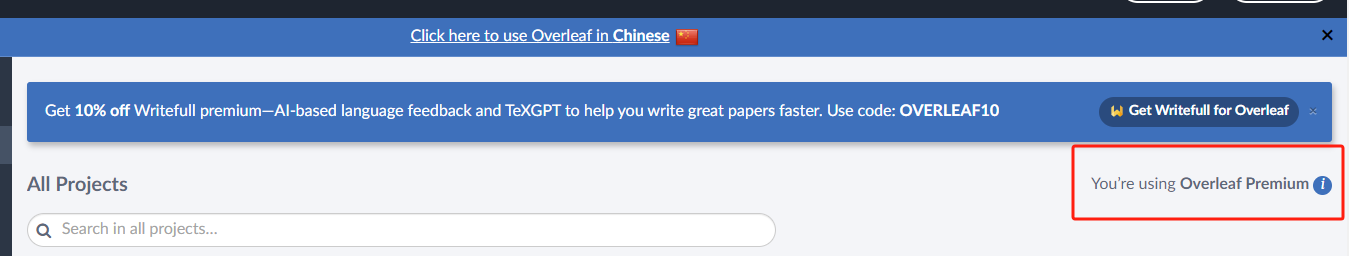 Click here to use Overleaf in Chinese
Get 10% off Writefull premium—AI-based language feedback and TeXGPT to help you write great papers faster. Use code: OVERLEAF10
Get Writefull for Overleaf
All Projects
You're using Overleaf Premium
Search in all projects...